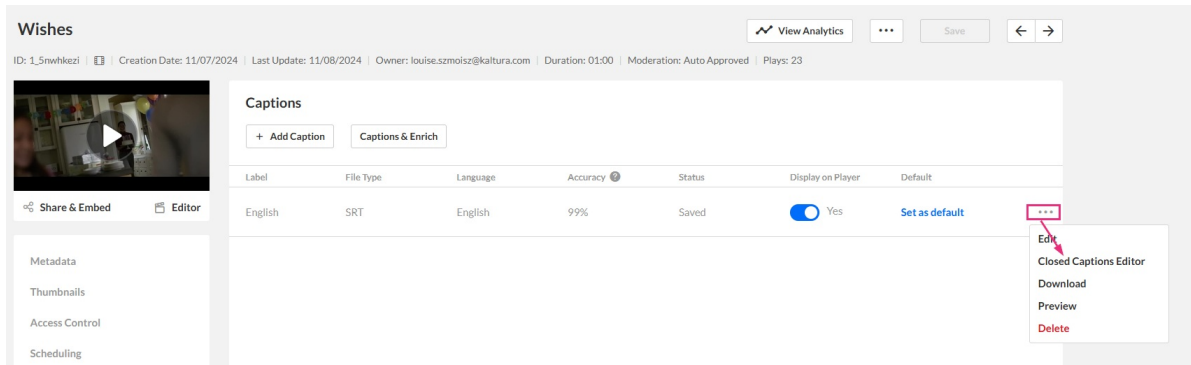 Wishes
View Analytics
Save
ID: 1_5nwhkezi | Creation Date: 11/07/2024 | Last Update: 11/08/2024 | Owner: louise.szmoisz@kaltura.com | Duration: 01:00 | Moderation: Auto Approved | Plays: 23
Captions
+ Add Caption
Captions & Enrich
Label File Type Language Accuracy ? Status Display on Player Default
English SRT English 99% Saved Yes Set as default
Share & Embed
Editor
Edit
Closed Captions Editor
Download
Preview
Delete
Metadata
Thumbnails
Access Control
Scheduling